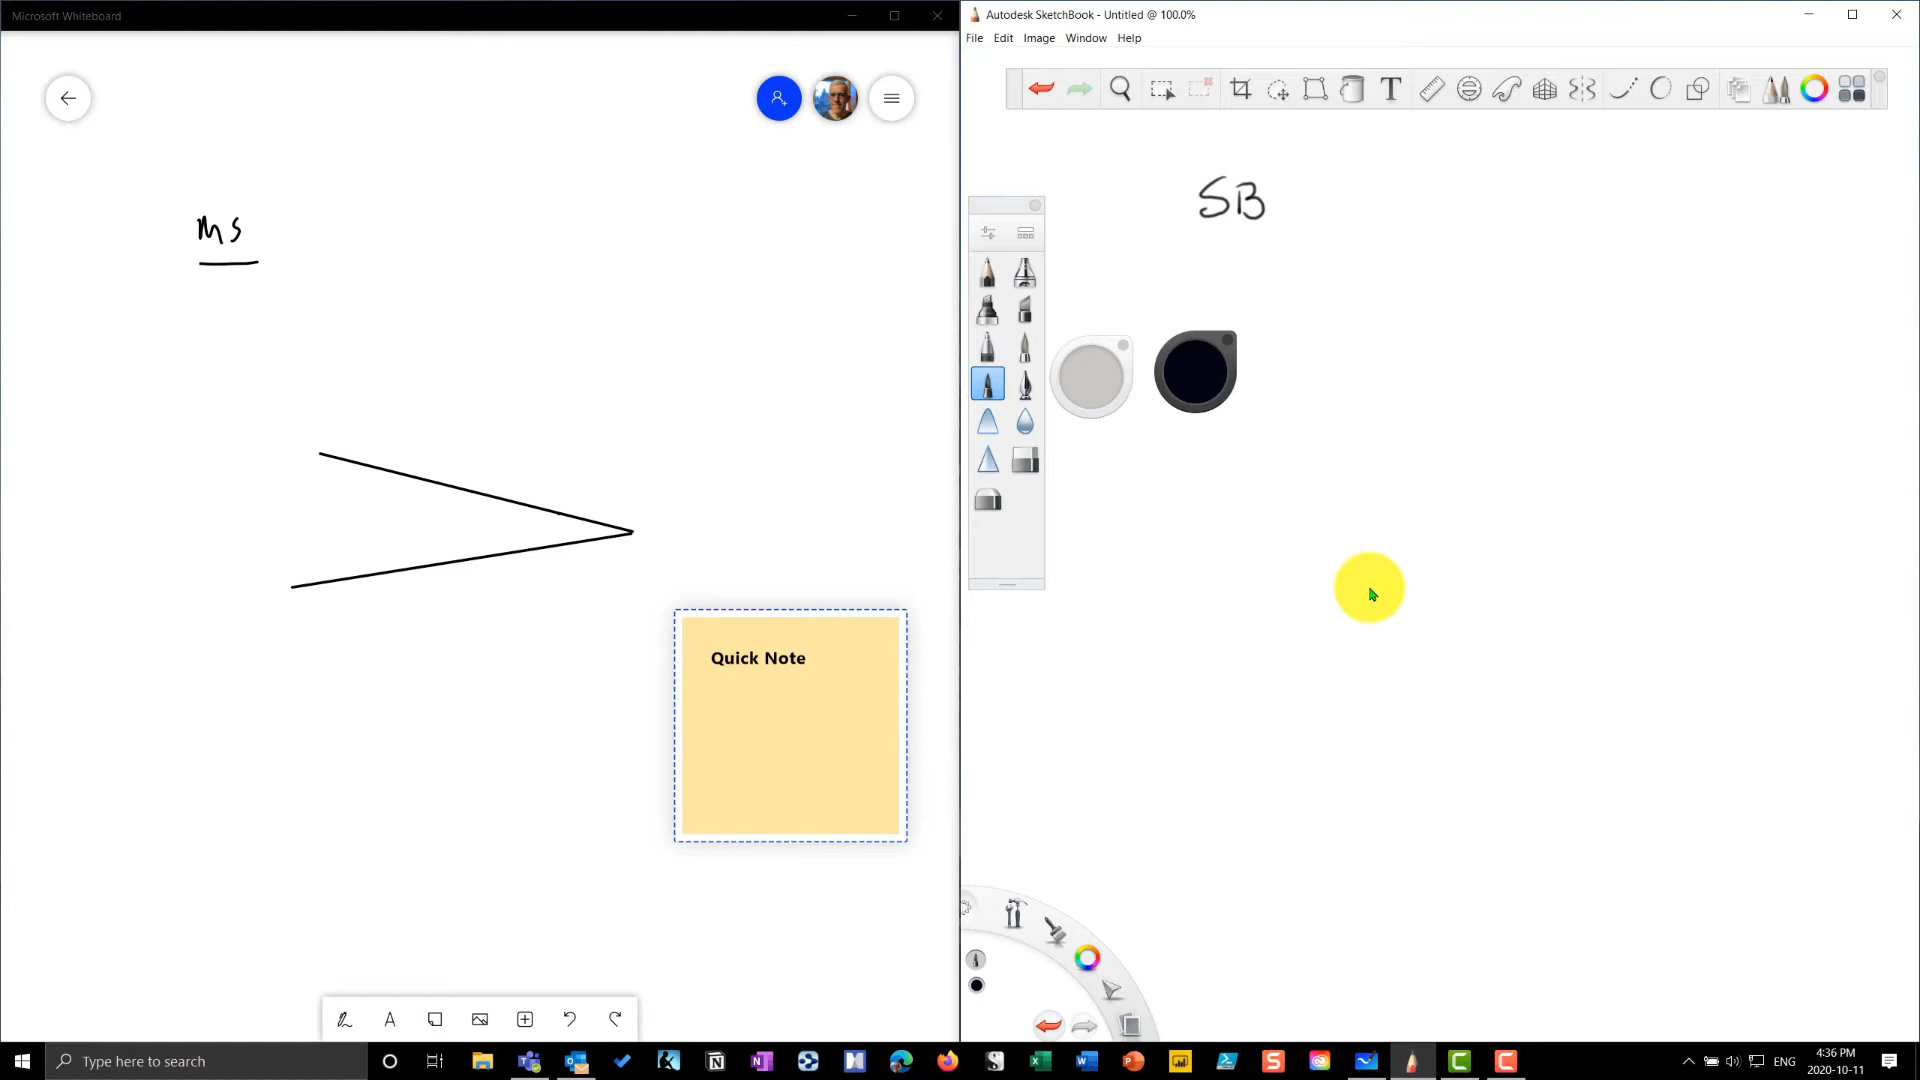 Microsoft Whiteboard
Autodesk SketchBook - Untitled @ 100.0%
File Edit Image Window Help
T
SB
MS
Quick Note
A
Type here to search
ENG
4:36 PM
2020-10-11